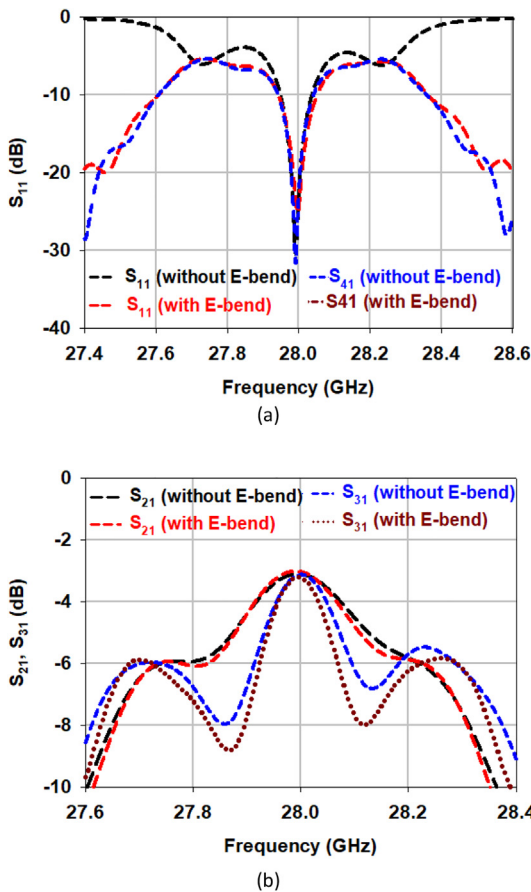 (a)
0
-10
-20
-30
-40
S11 (dB)
S11 (without E-bend)
S41 (without E-bend)
S11 (with E-bend)
S41 (with E-bend)
27.4 27.6 27.8 28.0 28.2 28.4 28.6
Frequency (GHz)
(a)
0
-2
-4
-6
-8
-10
S21, S31 (dB)
S21 (without E-bend)
S31 (without E-bend)
S21 (with E-bend)
S31 (with E-bend)
27.6 27.8 28.0 28.2 28.4
Frequency (GHz)
(b)